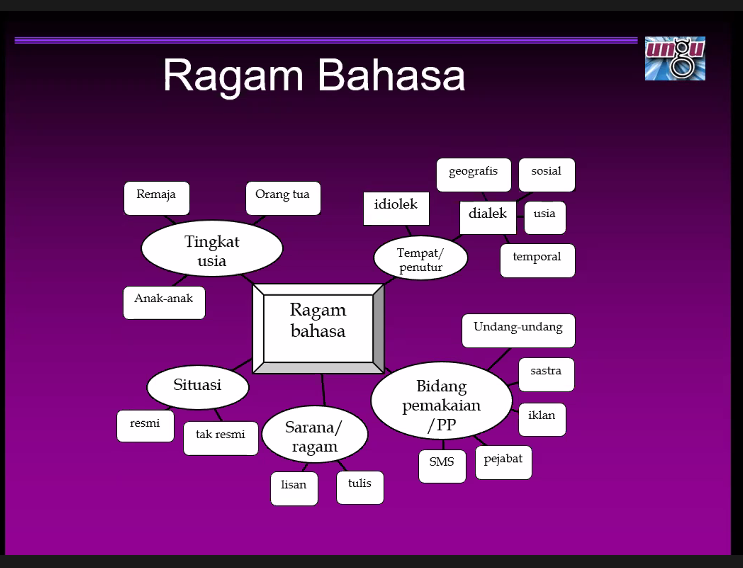 ungu
Ragam Bahasa
geografis
sosial
Remaja
Orang tua
idiolek
dialek
usia
Tingkat
usia
Tempat/
penutur
temporal
Anak-anak
Ragam
bahasa
Undang-undang
Situasi
Bidang
pemakaian
/PP
sastra
resmi
tak resmi
Sarana/
ragam
iklan
SMS
pejabat
lisan
tulis